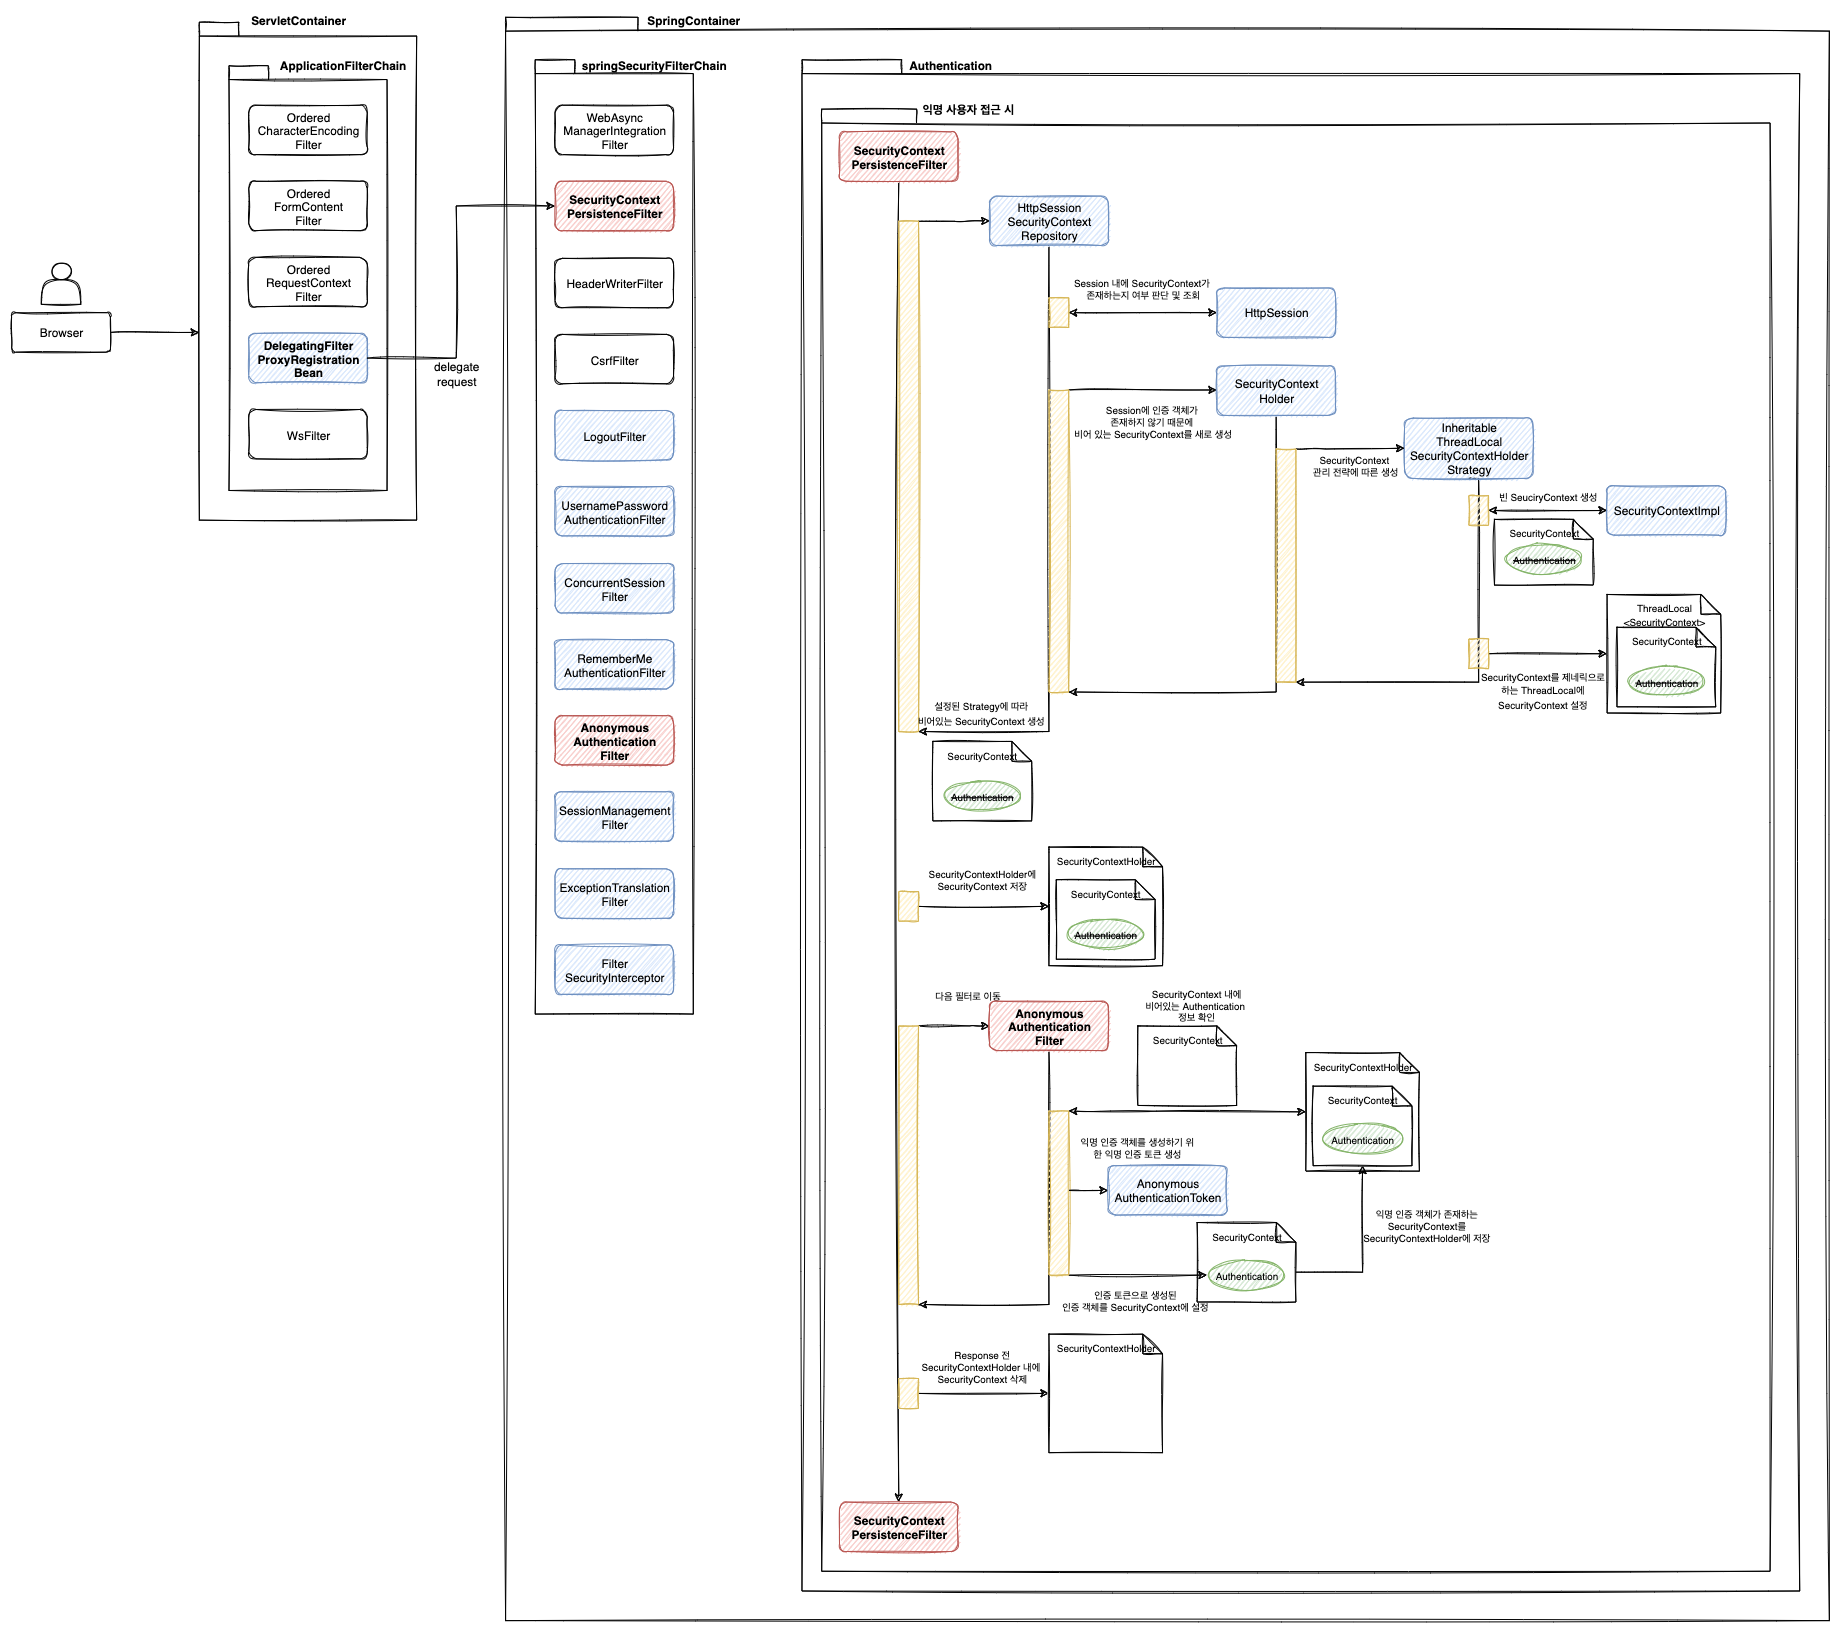 ServletContainer
ApplicationFilterChain
Ordered
CharacterEncoding
Filter
Ordered
FormContent
Filter
Ordered
RequestContext
Filter
DelegatingFilter
ProxyRegistration
Bean
WsFilter
Browser
delegate
request
SpringContainer
springSecurityFilterChain
WebAsync
ManagerIntegration
Filter
SecurityContext
PersistenceFilter
HeaderWriterFilter
CsrfFilter
LogoutFilter
UsernamePassword
AuthenticationFilter
ConcurrentSession
Filter
RememberMe
AuthenticationFilter
Anonymous
Authentication
Filter
SessionManagement
Filter
ExceptionTranslation
Filter
Filter
SecurityInterceptor
Authentication
익명 사용자 접근 시
SecurityContext
PersistenceFilter
HttpSession
SecurityContext
Repository
Session 내에 SecurityContext가
존재하는지 여부 판단 및 조회
HttpSession
SecurityContext
Holder
Session에 인증 객체가
존재하지 않기 때문에
비어 있는 SecurityContext를 새로 생성
Inheritable
ThreadLocal
SecurityContextHolder
Strategy
SecurityContext
관리 전략에 따른 생성
빈 SeuciryContext 생성
SecurityContextImpl
SecurityContext
Authentication
ThreadLocal
<SecurityContext>
SecurityContext
Authentication
SecurityContext를 제네릭으로
하는 ThreadLocal에
SecurityContext 설정
설정된 Strategy에 따라
비어있는 SecurityContext 생성
SecurityContext
Authentication
SecurityContextHolder에
SecurityContext 저장
SecurityContextHolder
SecurityContext
Authentication
다음 필터로 이동
Anonymous
Authentication
Filter
SecurityContext 내에
비어있는 Authentication
정보 확인
SecurityContext
SecurityContextHolder
SecurityContext
Authentication
익명 인증 객체를 생성하기 위
한 익명 인증 토큰 생성
Anonymous
AuthenticationToken
SecurityContext
Authentication
익명 인증 객체가 존재하는
SecurityContext를
SecurityContextHolder에 저장
인증 토큰으로 생성된
인증 객체를 SecurityContext에 설정
Response 전
SecurityContextHolder 내에
SecurityContext 삭제
SecurityContextHolder
SecurityContext
PersistenceFilter